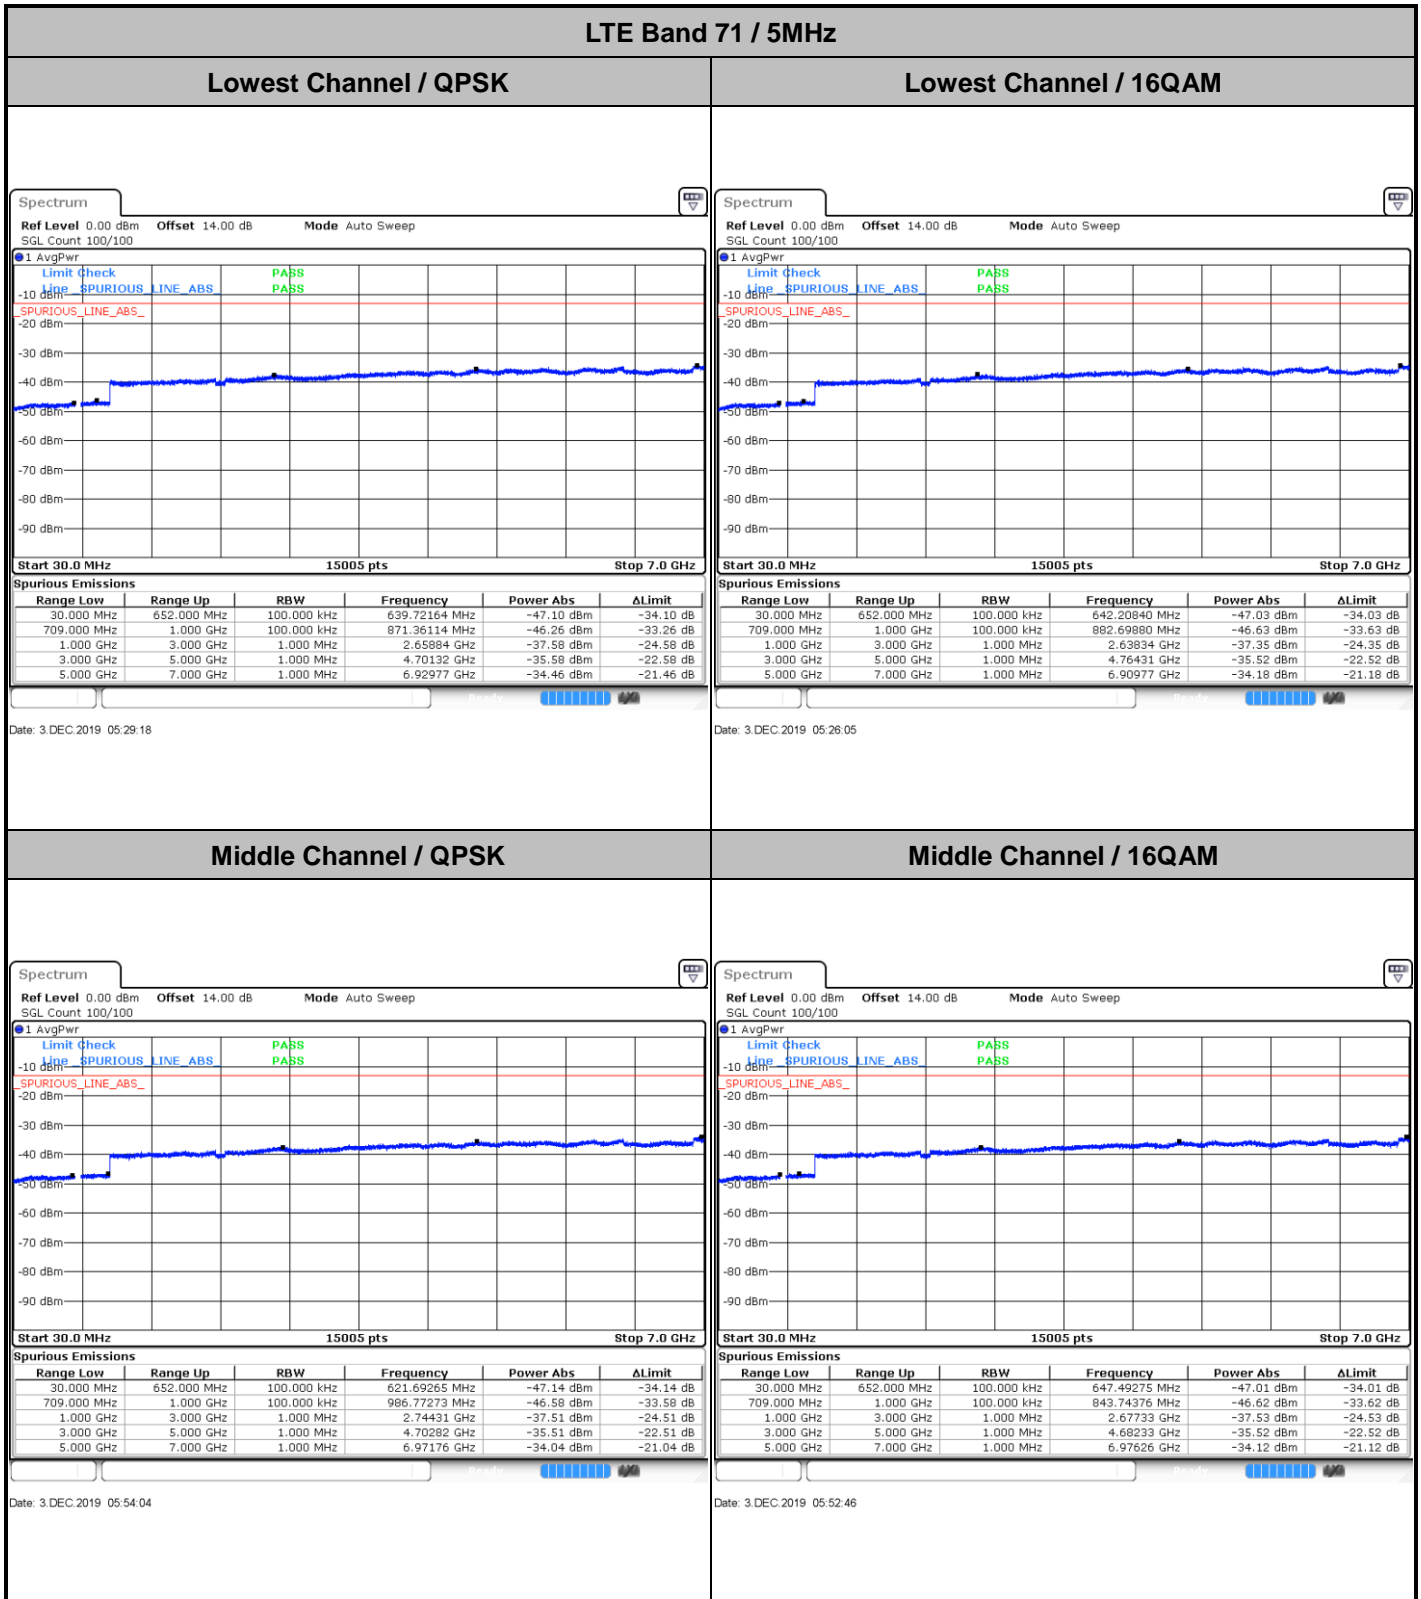 LTE Band 71 / 5MHz
Lowest Channel / QPSK
Lowest Channel / 16QAM
Spectrum
Ref Level 0.00 dBm Offset 14.00 dB Mode Auto Sweep
SGL Count 100/100
1 AvgPwr
Limit Check PASS
Line _SPURIOUS_LINE_ABS_ PASS
-10 dBm
_SPURIOUS_LINE_ABS_
-20 dBm
-30 dBm
-40 dBm
-50 dBm
-60 dBm
-70 dBm
-80 dBm
-90 dBm
Start 30.0 MHz 15005 pts Stop 7.0 GHz
Spurious Emissions
Range Low Range Up RBW Frequency Power Abs ΔLimit
30.000 MHz 652.000 MHz 100.000 kHz 639.72164 MHz -47.10 dBm -34.10 dB
709.000 MHz 1.000 GHz 100.000 kHz 871.36114 MHz -46.26 dBm -33.26 dB
1.000 GHz 3.000 GHz 1.000 MHz 2.65884 GHz -37.58 dBm -24.58 dB
3.000 GHz 5.000 GHz 1.000 MHz 4.70132 GHz -35.58 dBm -22.58 dB
5.000 GHz 7.000 GHz 1.000 MHz 6.92977 GHz -34.46 dBm -21.46 dB
Ready
Date: 3.DEC.2019 05:29:18
Spectrum
Ref Level 0.00 dBm Offset 14.00 dB Mode Auto Sweep
SGL Count 100/100
1 AvgPwr
Limit Check PASS
Line _SPURIOUS_LINE_ABS_ PASS
-10 dBm
_SPURIOUS_LINE_ABS_
-20 dBm
-30 dBm
-40 dBm
-50 dBm
-60 dBm
-70 dBm
-80 dBm
-90 dBm
Start 30.0 MHz 15005 pts Stop 7.0 GHz
Spurious Emissions
Range Low Range Up RBW Frequency Power Abs ΔLimit
30.000 MHz 652.000 MHz 100.000 kHz 642.20840 MHz -47.03 dBm -34.03 dB
709.000 MHz 1.000 GHz 100.000 kHz 882.69880 MHz -46.63 dBm -33.63 dB
1.000 GHz 3.000 GHz 1.000 MHz 2.63834 GHz -37.35 dBm -24.35 dB
3.000 GHz 5.000 GHz 1.000 MHz 4.76431 GHz -35.52 dBm -22.52 dB
5.000 GHz 7.000 GHz 1.000 MHz 6.90977 GHz -34.18 dBm -21.18 dB
Ready
Date: 3.DEC.2019 05:26:05
Middle Channel / QPSK
Middle Channel / 16QAM
Spectrum
Ref Level 0.00 dBm Offset 14.00 dB Mode Auto Sweep
SGL Count 100/100
1 AvgPwr
Limit Check PASS
Line _SPURIOUS_LINE_ABS_ PASS
-10 dBm
_SPURIOUS_LINE_ABS_
-20 dBm
-30 dBm
-40 dBm
-50 dBm
-60 dBm
-70 dBm
-80 dBm
-90 dBm
Start 30.0 MHz 15005 pts Stop 7.0 GHz
Spurious Emissions
Range Low Range Up RBW Frequency Power Abs ΔLimit
30.000 MHz 652.000 MHz 100.000 kHz 621.69265 MHz -47.14 dBm -34.14 dB
709.000 MHz 1.000 GHz 100.000 kHz 986.77273 MHz -46.58 dBm -33.58 dB
1.000 GHz 3.000 GHz 1.000 MHz 2.74431 GHz -37.51 dBm -24.51 dB
3.000 GHz 5.000 GHz 1.000 MHz 4.70282 GHz -35.51 dBm -22.51 dB
5.000 GHz 7.000 GHz 1.000 MHz 6.97176 GHz -34.04 dBm -21.04 dB
Ready
Date: 3.DEC.2019 05:54:04
Spectrum
Ref Level 0.00 dBm Offset 14.00 dB Mode Auto Sweep
SGL Count 100/100
1 AvgPwr
Limit Check PASS
Line _SPURIOUS_LINE_ABS_ PASS
-10 dBm
_SPURIOUS_LINE_ABS_
-20 dBm
-30 dBm
-40 dBm
-50 dBm
-60 dBm
-70 dBm
-80 dBm
-90 dBm
Start 30.0 MHz 15005 pts Stop 7.0 GHz
Spurious Emissions
Range Low Range Up RBW Frequency Power Abs ΔLimit
30.000 MHz 652.000 MHz 100.000 kHz 647.49275 MHz -47.01 dBm -34.01 dB
709.000 MHz 1.000 GHz 100.000 kHz 843.74376 MHz -46.62 dBm -33.62 dB
1.000 GHz 3.000 GHz 1.000 MHz 2.67733 GHz -37.53 dBm -24.53 dB
3.000 GHz 5.000 GHz 1.000 MHz 4.68233 GHz -35.52 dBm -22.52 dB
5.000 GHz 7.000 GHz 1.000 MHz 6.97626 GHz -34.12 dBm -21.12 dB
Ready
Date: 3.DEC.2019 05:52:46